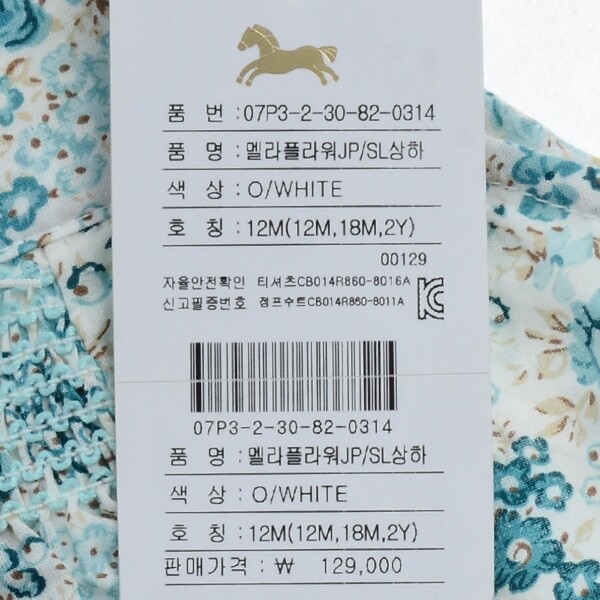 품 번 : 07P3-2-30-82-0314
품 명 : 멜라플라워JP/SL상하
색 상 : O/WHITE
호 칭 : 12M(12M,18M,2Y)
00129
자율안전확인 티셔츠CB014R860-8016A
신고필증번호 점프수트CB014R860-8011A
07P3-2-30-82-0314
품 명 : 멜라플라워JP/SL상하
색 상 : O/WHITE
호 칭 : 12M(12M,18M,2Y)
판매가격 : ₩ 129,000